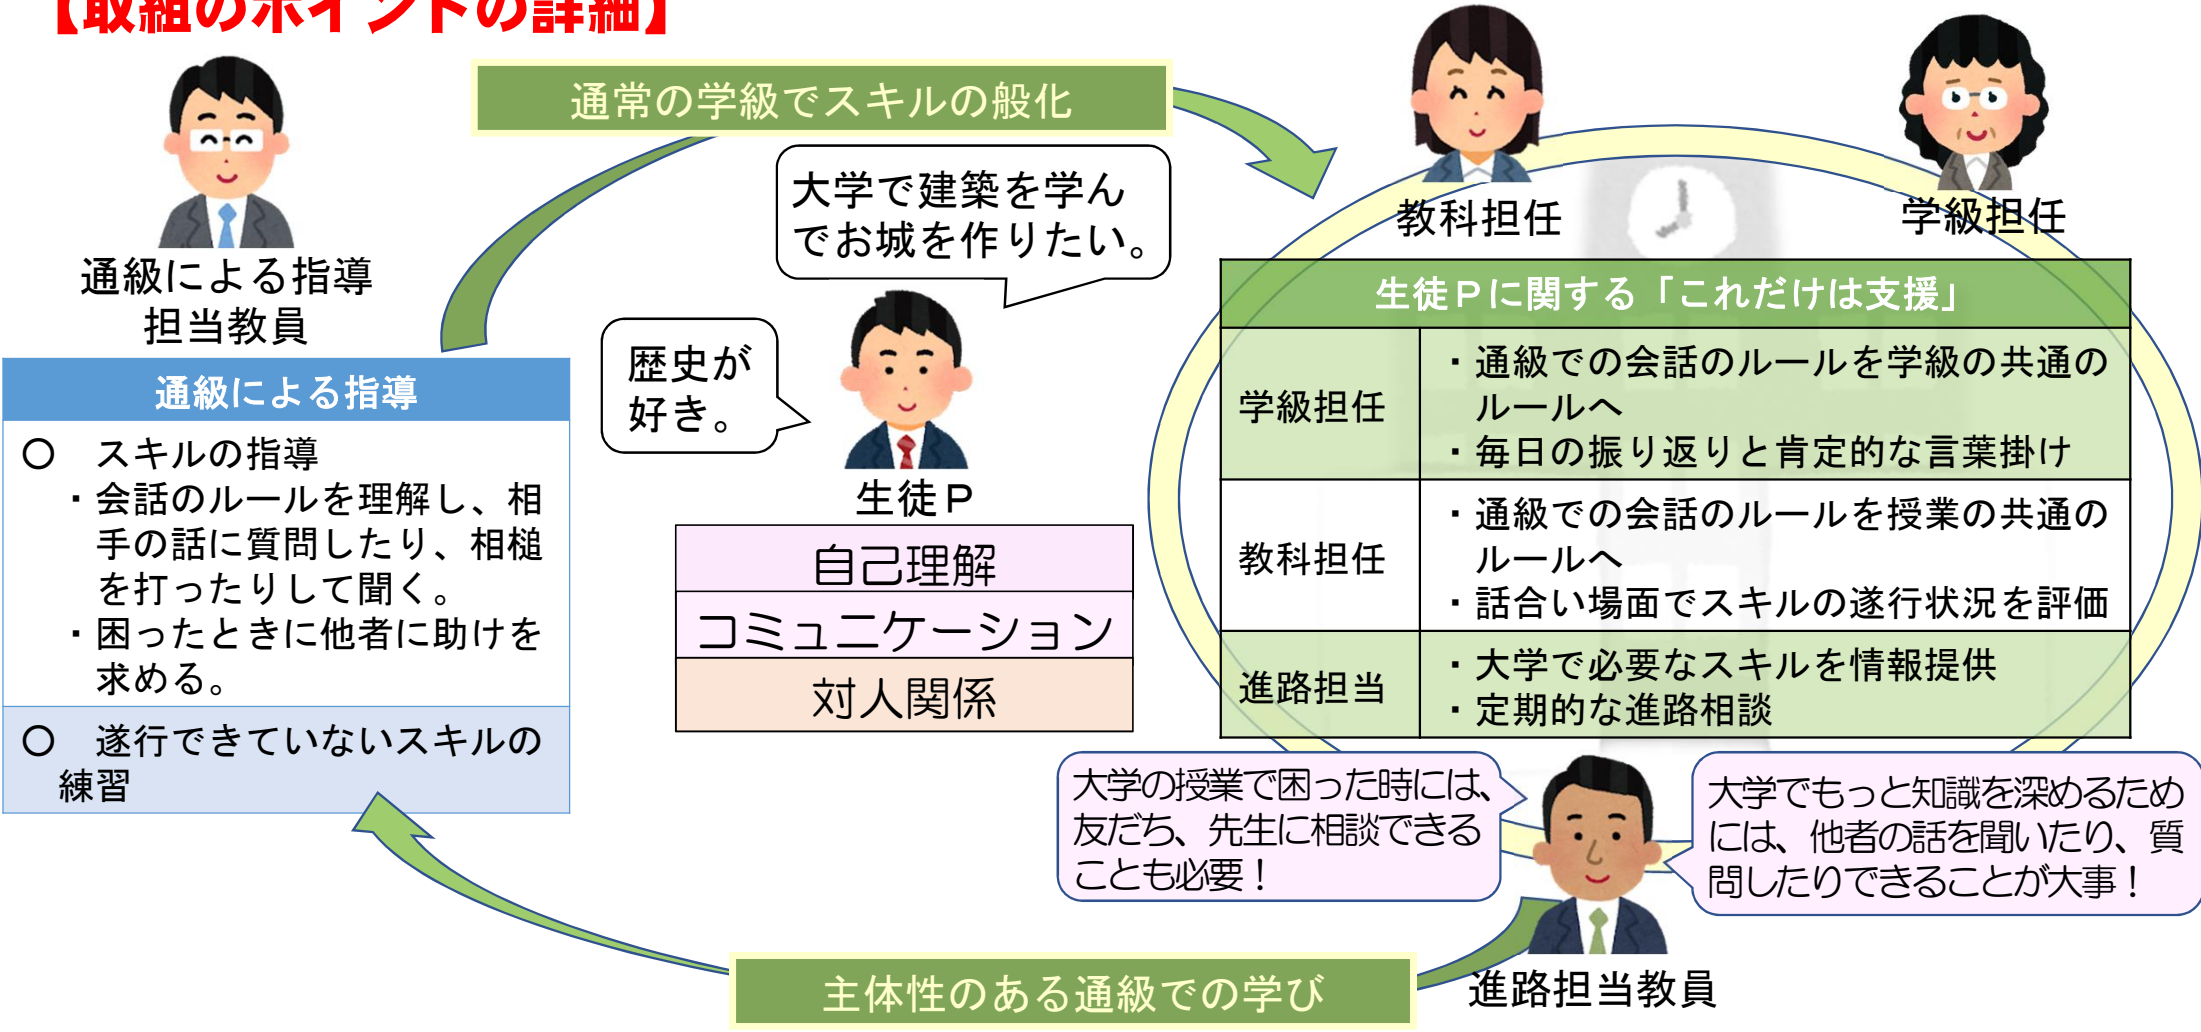 【取組のポイントの詳細】
通常の学級でスキルの般化
通級による指導
担当教員
通級による指導
〇　スキルの指導
・会話のルールを理解し、相
手の話に質問したり、相槌
を打ったりして聞く。
・困ったときに他者に助けを
求める。
〇　遂行できていないスキルの
練習
大学で建築を学ん
でお城を作りたい。
歴史が
好き。
生徒Ｐ
自己理解
コミュニケーション
対人関係
教科担任
学級担任
生徒Ｐに関する「これだけは支援」
学級担任
・通級での会話のルールを学級の共通の
ルールへ
・毎日の振り返りと肯定的な言葉掛け
教科担任
・通級での会話のルールを授業の共通の
ルールへ
・話合い場面でスキルの遂行状況を評価
進路担当
・大学で必要なスキルを情報提供
・定期的な進路相談
大学の授業で困った時には、
友だち、先生に相談できる
ことも必要！
大学でもっと知識を深めるため
には、他者の話を聞いたり、質
問したりできることが大事！
進路担当教員
主体性のある通級での学び